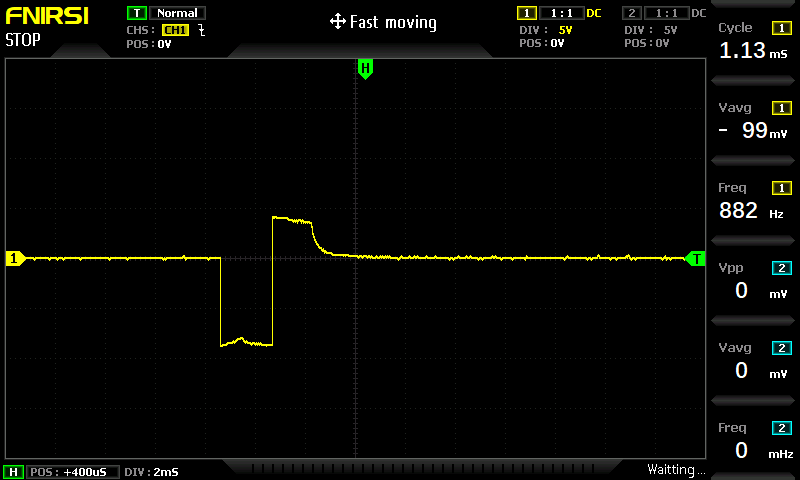 FNIRSI
STOP
T Normal
CHS: CH1
POS: 0V
Fast moving
1 1:1 DC
DIV: 5V
POS: 0V
2 1:1 DC
DIV: 5V
POS: 0V
H
1
T
Cycle 1
1.13 mS
Vavg 1
- 99 mV
Freq 1
882 Hz
Vpp 2
0 mV
Vavg 2
0 mV
Freq 2
0 mHz
H POS: +400uS DIV: 2mS
Waitting...